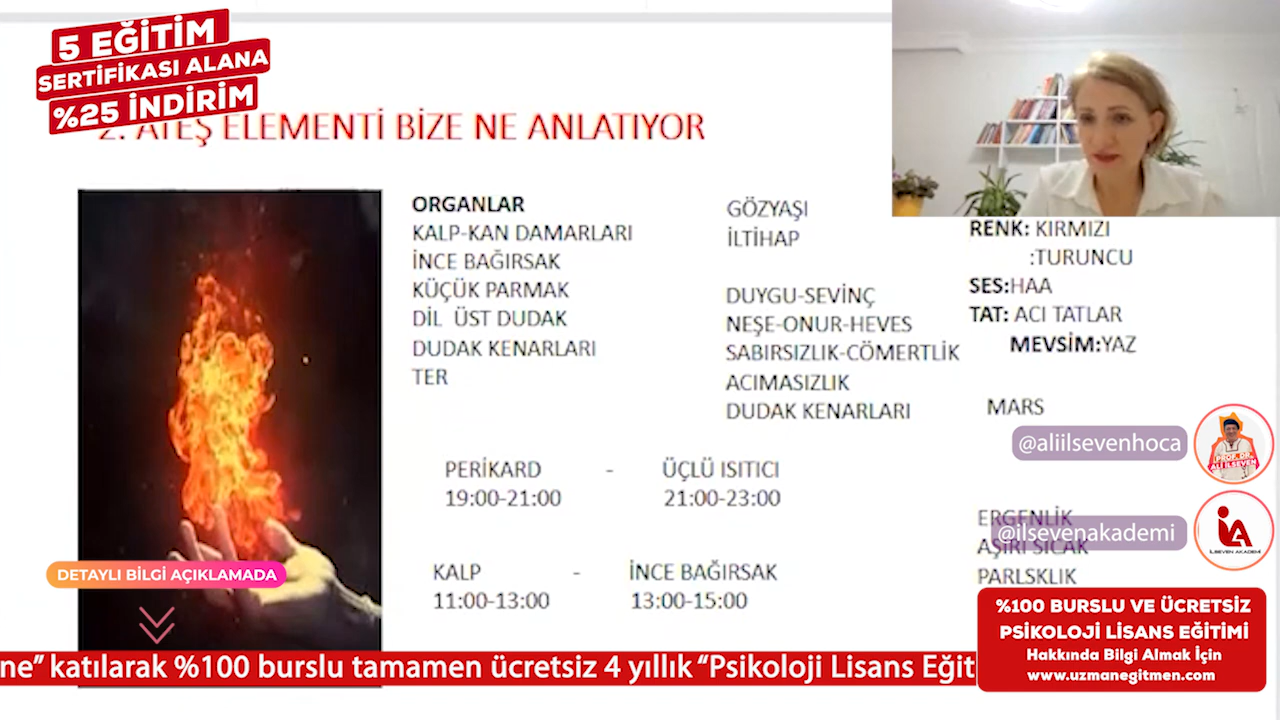 5 EĞİTİM
SERTİFİKASI ALANA
%25 İNDİRİM
2. ATEŞ ELEMENTİ BİZE NE ANLATIYOR
ORGANLAR
KALP-KAN DAMARLARI
İNCE BAĞIRSAK
KÜÇÜK PARMAK
DİL ÜST DUDAK
DUDAK KENARLARI
TER
GÖZYAŞI
İLTİHAP
DUYGU-SEVİNÇ
NEŞE-ONUR-HEVES
SABIRSIZLIK-CÖMERTLİK
ACIMASIZLIK
DUDAK KENARLARI
RENK: KIRMIZI
:TURUNCU
SES:HAA
TAT: ACI TATLAR
MEVSİM:YAZ
MARS
@aliilsevenhoca
PROF. DR.
ALİ İLSEVEN
PERİKARD - ÜÇLÜ ISITICI
19:00-21:00 21:00-23:00
ERGENLİK
@ilsevenakademi
AŞIRI SICAK
PARLSKLIK
İLSEVEN AKADEMİ
KALP - İNCE BAĞIRSAK
11:00-13:00 13:00-15:00
DETAYLI BİLGİ AÇIKLAMADA
%100 BURSLU VE ÜCRETSİZ
PSİKOLOJİ LİSANS EĞİTİMİ
Hakkında Bilgi Almak İçin
www.uzmanegitmen.com
ne” katılarak %100 burslu tamamen ücretsiz 4 yıllık “Psikoloji Lisans Eğit